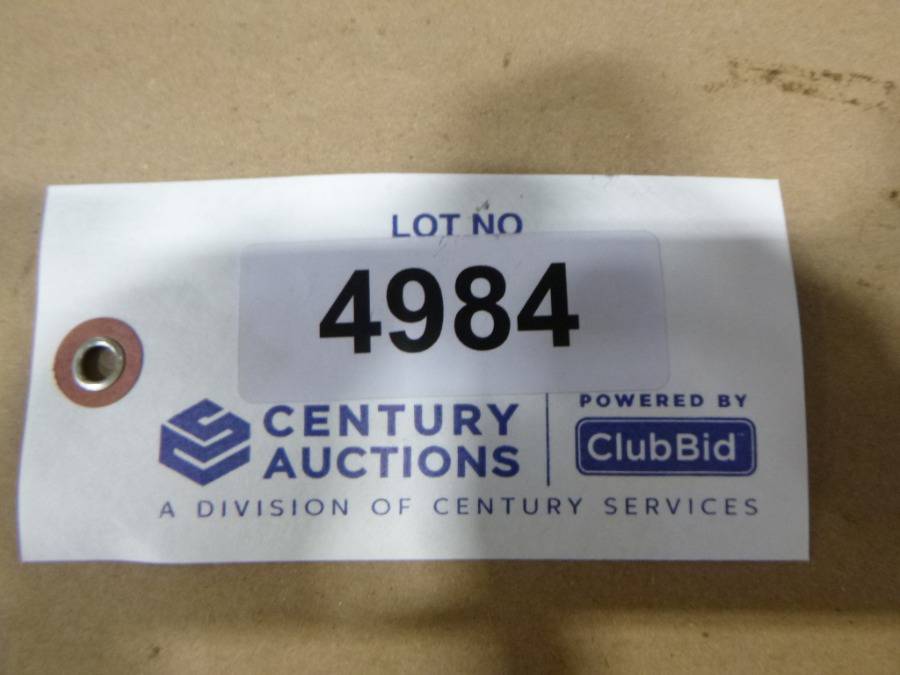 LOT NO
4984
CENTURY
AUCTIONS
POWERED BY
ClubBid
A DIVISION OF CENTURY SERVICES